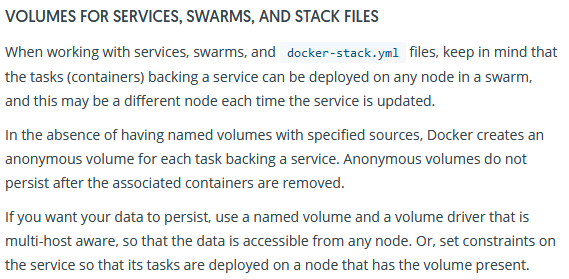 VOLUMES FOR SERVICES, SWARMS, AND STACK FILES
When working with services, swarms, and docker-stack.yml files, keep in mind that
the tasks (containers) backing a service can be deployed on any node in a swarm,
and this may be a different node each time the service is updated.
In the absence of having named volumes with specified sources, Docker creates an
anonymous volume for each task backing a service. Anonymous volumes do not
persist after the associated containers are removed.
If you want your data to persist, use a named volume and a volume driver that is
multi-host aware, so that the data is accessible from any node. Or, set constraints on
the service so that its tasks are deployed on a node that has the volume present.